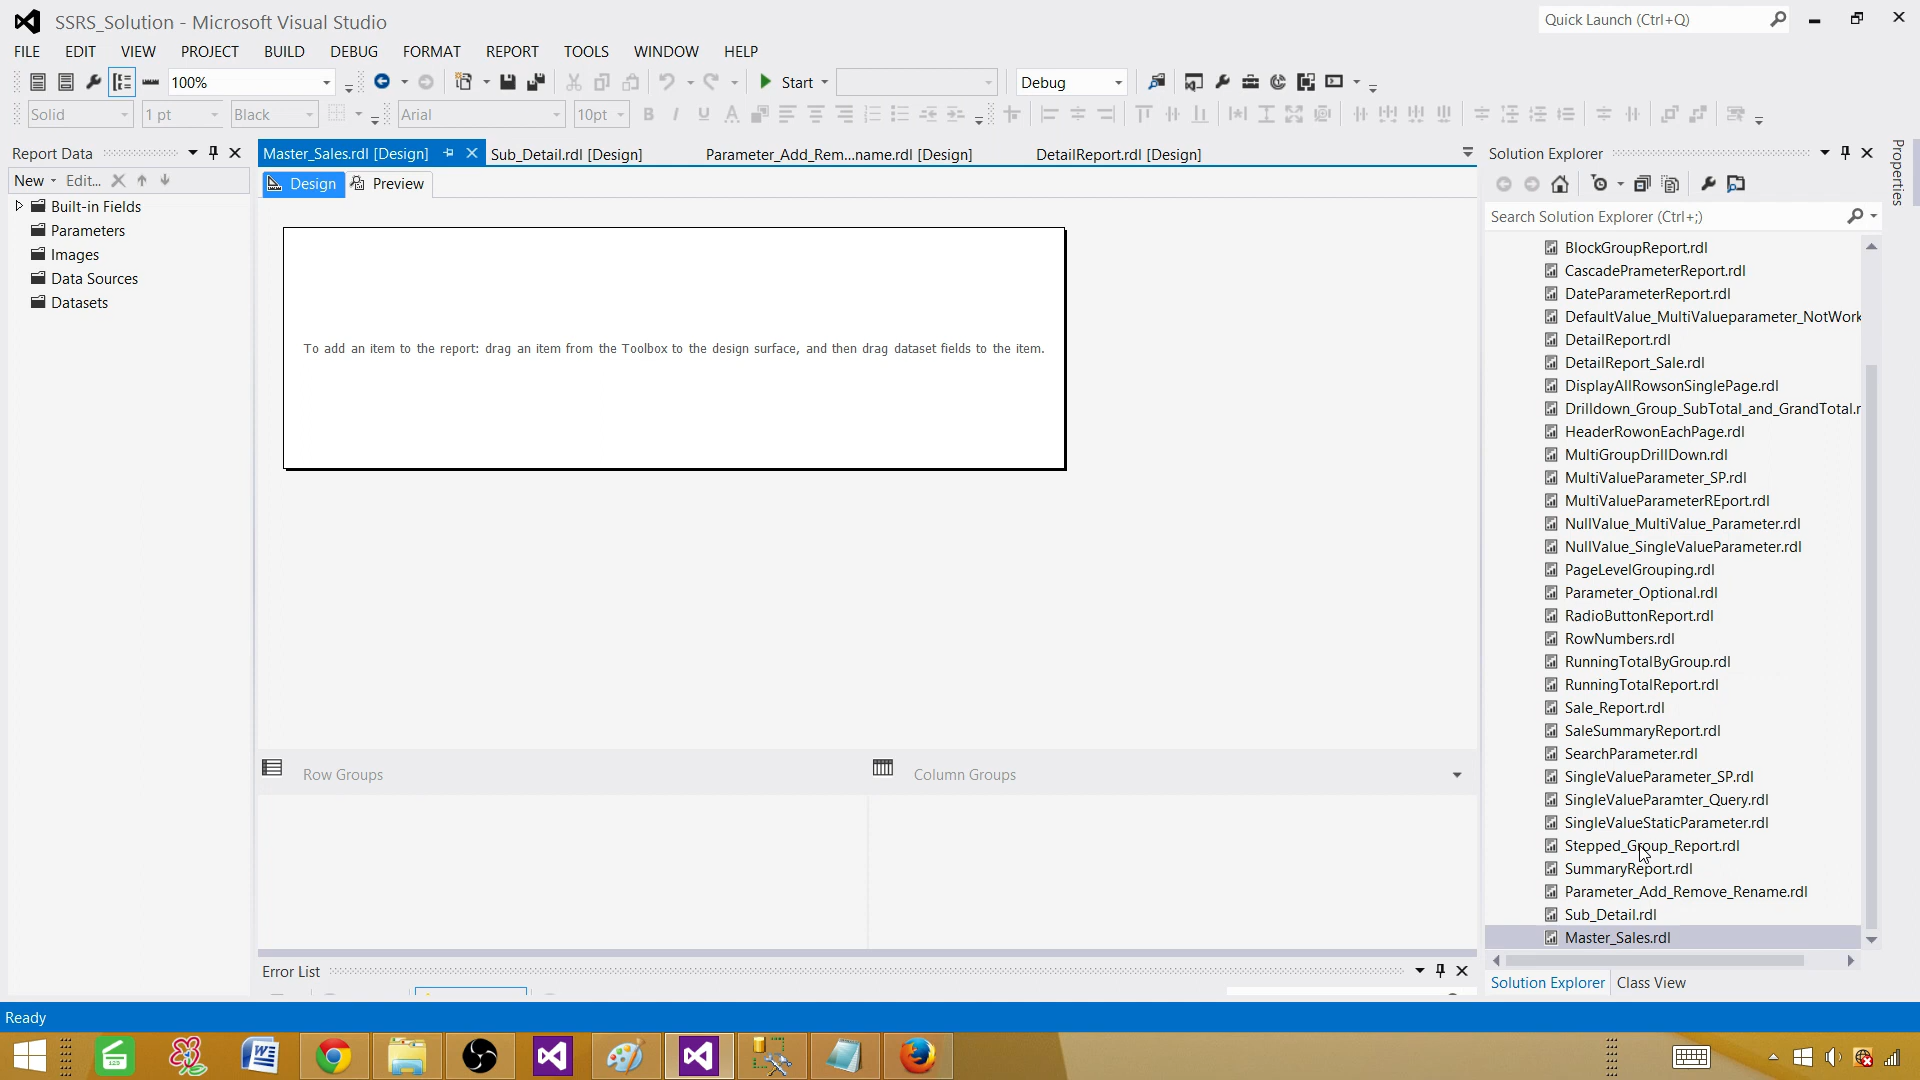 SSRS_Solution - Microsoft Visual Studio
Quick Launch (Ctrl+Q)
FILE EDIT VIEW PROJECT BUILD DEBUG FORMAT REPORT TOOLS WINDOW HELP
100%
Start
Debug
Solid
1 pt
Black
Arial
10pt
Report Data
Master_Sales.rdl [Design]
Sub_Detail.rdl [Design]
Parameter_Add_Rem...name.rdl [Design]
DetailReport.rdl [Design]
Solution Explorer
Properties
New
Edit...
Design
Preview
Built-in Fields
Parameters
Images
Data Sources
Datasets
To add an item to the report: drag an item from the Toolbox to the design surface, and then drag dataset fields to the item.
Row Groups
Column Groups
Error List
Search Solution Explorer (Ctrl+;)
BlockGroupReport.rdl
CascadePrameterReport.rdl
DateParameterReport.rdl
DefaultValue_MultiValueparameter_NotWork
DetailReport.rdl
DetailReport_Sale.rdl
DisplayAllRowsonSinglePage.rdl
Drilldown_Group_SubTotal_and_GrandTotal.r
HeaderRowonEachPage.rdl
MultiGroupDrillDown.rdl
MultiValueParameter_SP.rdl
MultiValueParameterREport.rdl
NullValue_MultiValue_Parameter.rdl
NullValue_SingleValueParameter.rdl
PageLevelGrouping.rdl
Parameter_Optional.rdl
RadioButtonReport.rdl
RowNumbers.rdl
RunningTotalByGroup.rdl
RunningTotalReport.rdl
Sale_Report.rdl
SaleSummaryReport.rdl
SearchParameter.rdl
SingleValueParameter_SP.rdl
SingleValueParamter_Query.rdl
SingleValueStaticParameter.rdl
Stepped_Group_Report.rdl
SummaryReport.rdl
Parameter_Add_Remove_Rename.rdl
Sub_Detail.rdl
Master_Sales.rdl
Solution Explorer
Class View
Ready